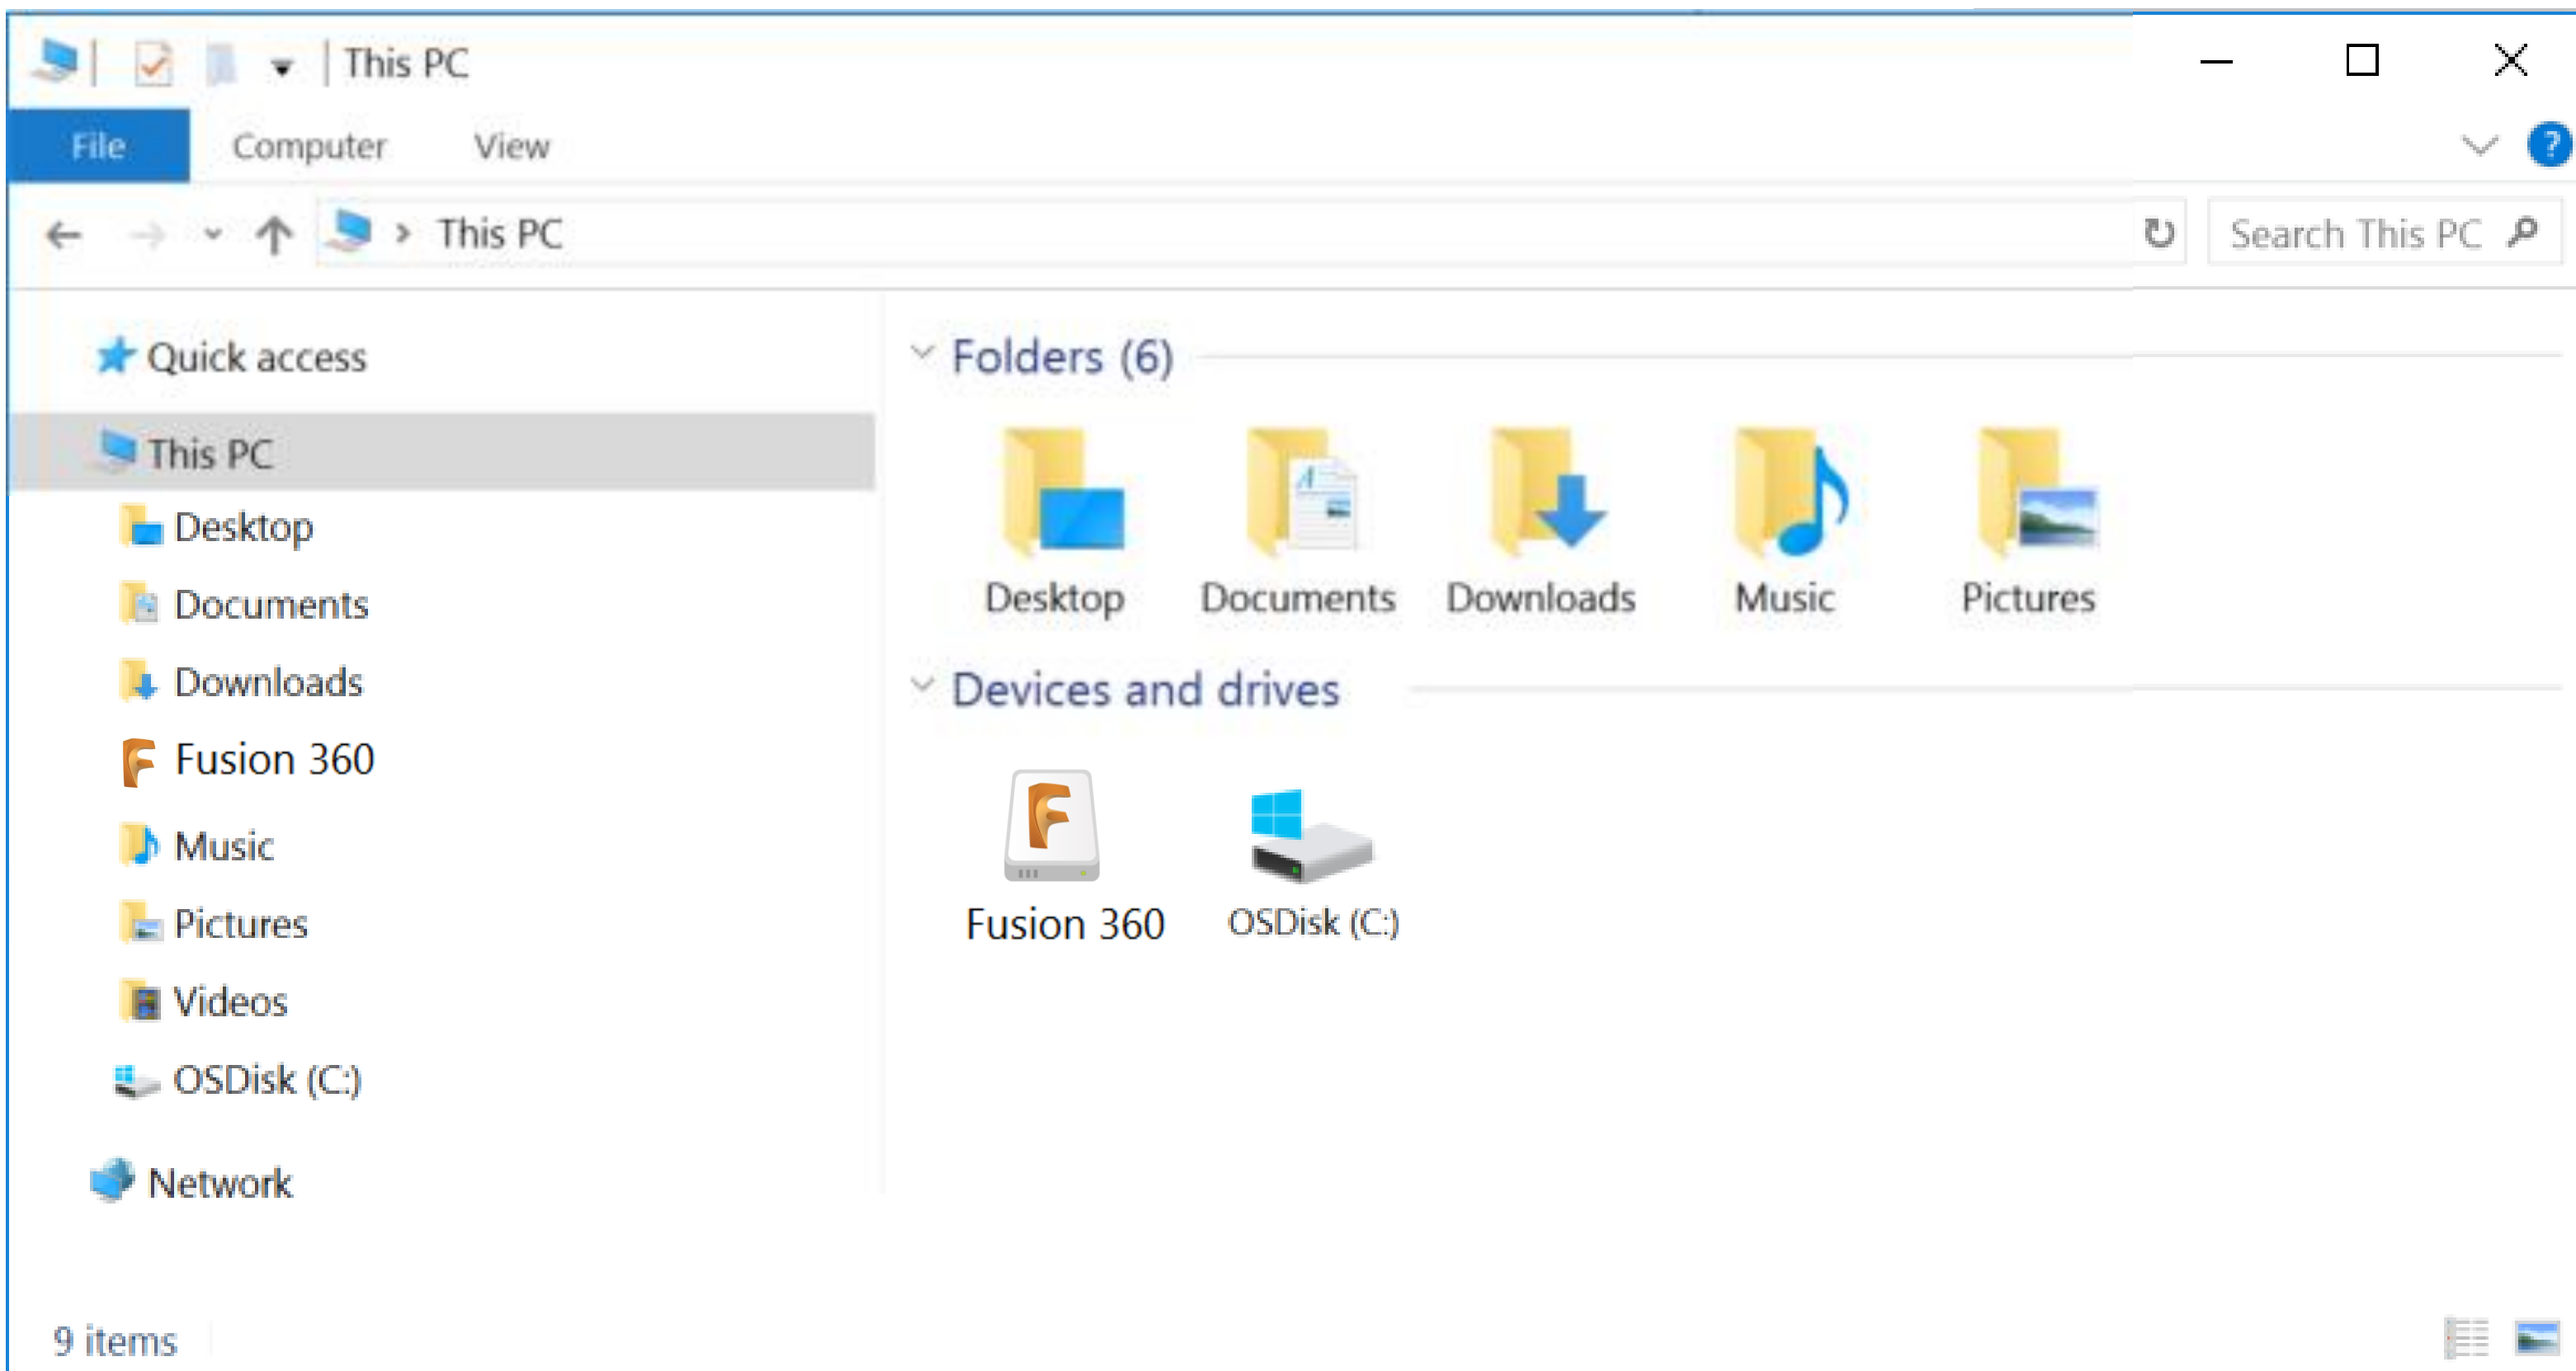 This PC
File Computer View
This PC
Search This PC
Quick access
This PC
Desktop
Documents
Downloads
Fusion 360
Music
Pictures
Videos
OSDisk (C:)
Network
Folders (6)
Desktop Documents Downloads Music Pictures
Devices and drives
Fusion 360 OSDisk (C:)
9 items